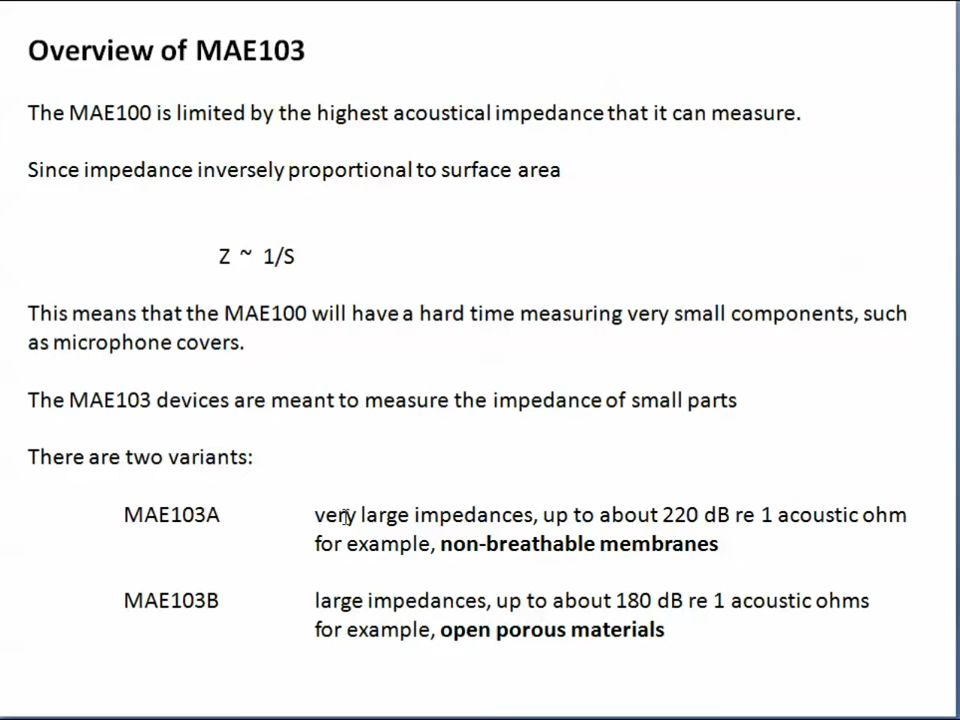 Overview of MAE103
The MAE100 is limited by the highest acoustical impedance that it can measure.
Since impedance inversely proportional to surface area
Z ~ 1/S
This means that the MAE100 will have a hard time measuring very small components, such
as microphone covers.
The MAE103 devices are meant to measure the impedance of small parts
There are two variants:
MAE103A very large impedances, up to about 220 dB re 1 acoustic ohm
for example, non-breathable membranes
MAE103B large impedances, up to about 180 dB re 1 acoustic ohms
for example, open porous materials